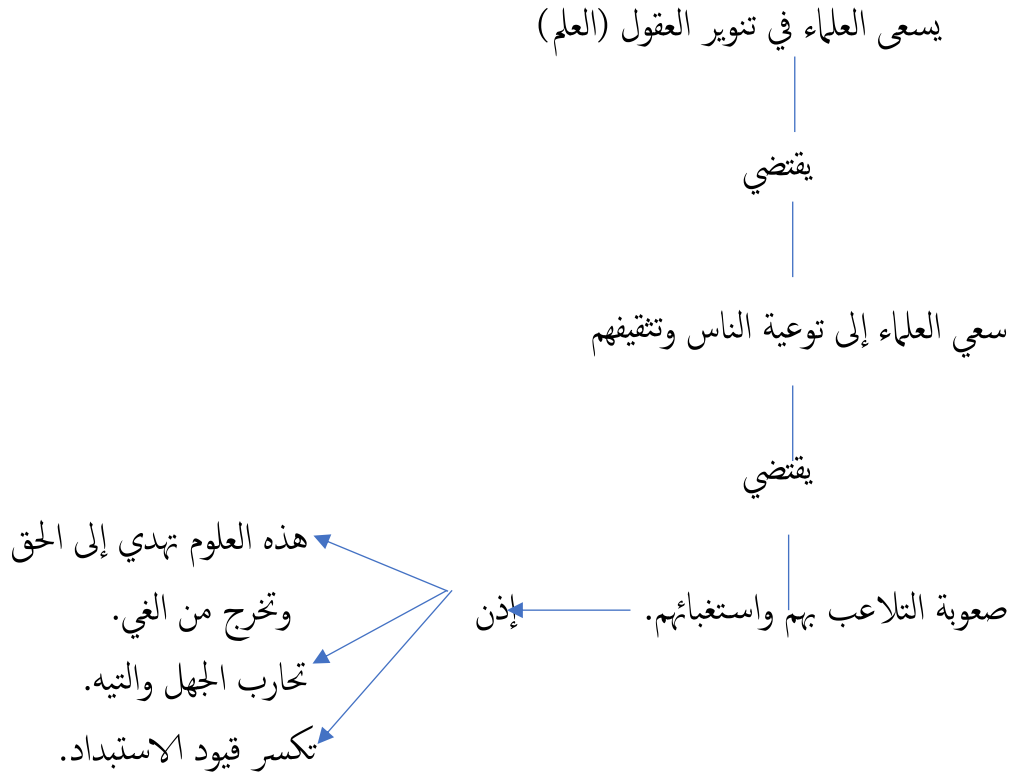 يسعى العلماء في تنوير العقول (العلم)
يقتضي
سعي العلماء إلى توعية الناس وتثقيفهم
يقتضي
صعوبة التلاعب بهم واستغبائهم.
إذن
هذه العلوم تهدي إلى الحق
وتخرج من الغي.
تحارب الجهل والتيه.
تكسر قيود الاستبداد.